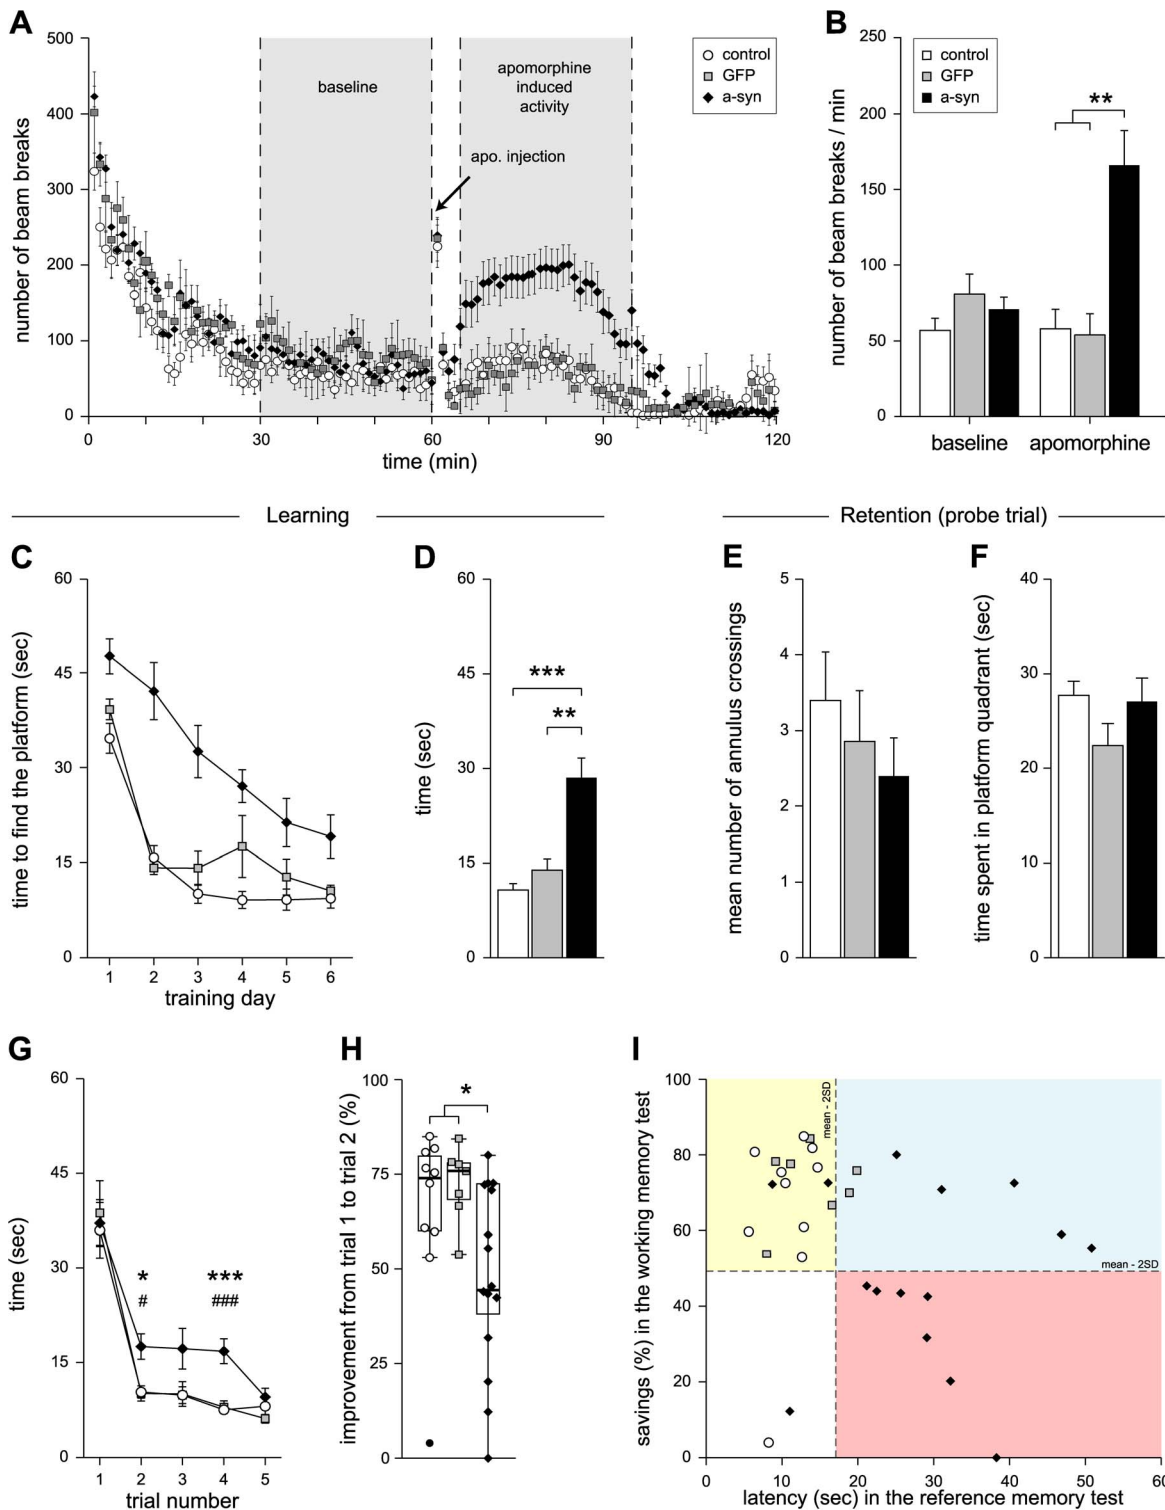 A
number of beam breaks
500
400
300
200
100
0
0
30
60
90
120
time (min)
baseline
apomorphine
induced
activity
apo. injection
control
GFP
a-syn
B
number of beam breaks / min
250
200
150
100
50
0
control
GFP
a-syn
**
baseline
apomorphine
Learning
Retention (probe trial)
C
time to find the platform (sec)
60
45
30
15
0
1
2
3
4
5
6
training day
D
time (sec)
60
45
30
15
0
***
**
E
mean number of annulus crossings
5
4
3
2
1
0
F
time spent in platform quadrant (sec)
40
30
20
10
0
G
time (sec)
60
45
30
15
0
*
#
***
###
1
2
3
4
5
trial number
H
improvement from trial 1 to trial 2 (%)
100
75
50
25
0
*
I
savings (%) in the working memory test
100
80
60
40
20
0
mean - 2SD
mean - 2SD
0
10
20
30
40
50
60
latency (sec) in the reference memory test